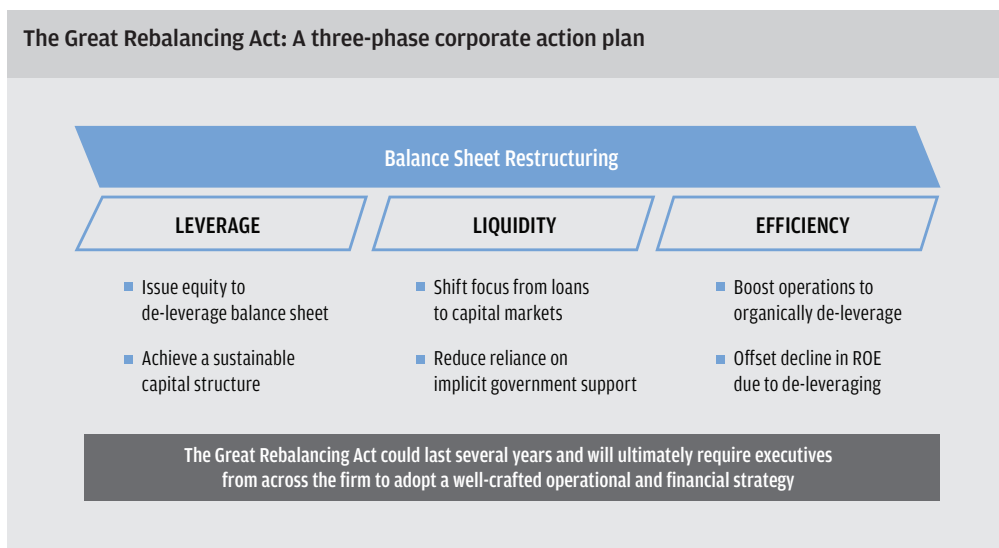 The Great Rebalancing Act: A three-phase corporate action plan
Balance Sheet Restructuring
LEVERAGE
LIQUIDITY
EFFICIENCY
Issue equity to
de-leverage balance sheet
Achieve a sustainable
capital structure
Shift focus from loans
to capital markets
Reduce reliance on
implicit government support
Boost operations to
organically de-leverage
Offset decline in ROE
due to de-leveraging
The Great Rebalancing Act could last several years and will ultimately require executives
from across the firm to adopt a well-crafted operational and financial strategy